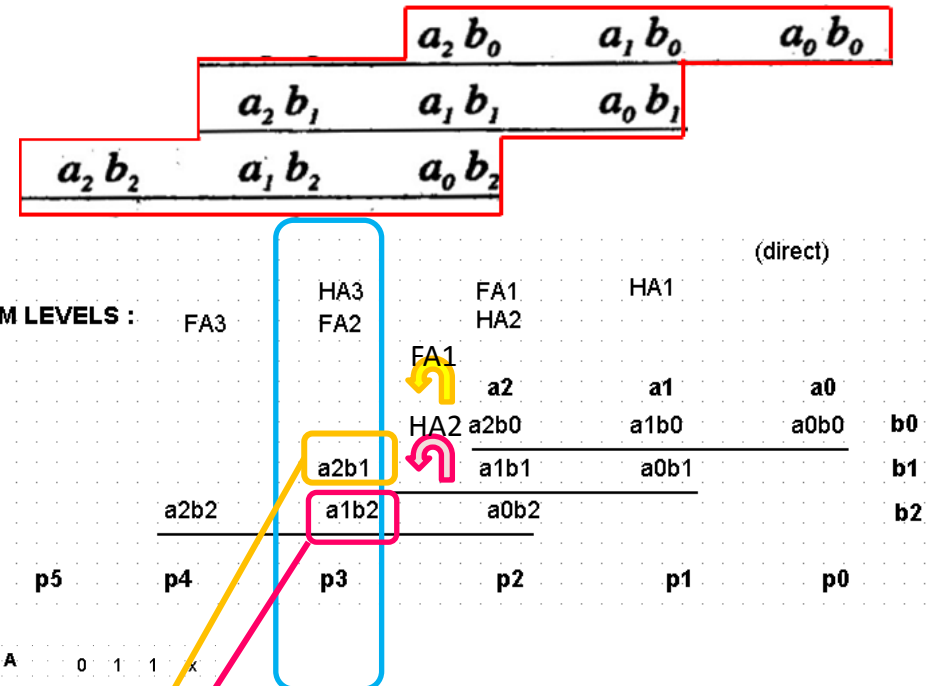 a₂ b₀ a₁ b₀ a₀ b₀
a₂ b₁ a₁ b₁ a₀ b₁
a₂ b₂ a₁ b₂ a₀ b₂
(direct)
HA3 FA1 HA1
M LEVELS : FA3 FA2 HA2
FA1
a2 a1 a0
HA2 a2b0 a1b0 a0b0 b0
a2b1 a1b1 a0b1 b1
a2b2 a1b2 a0b2 b2
p5 p4 p3 p2 p1 p0
A 0 1 1 x